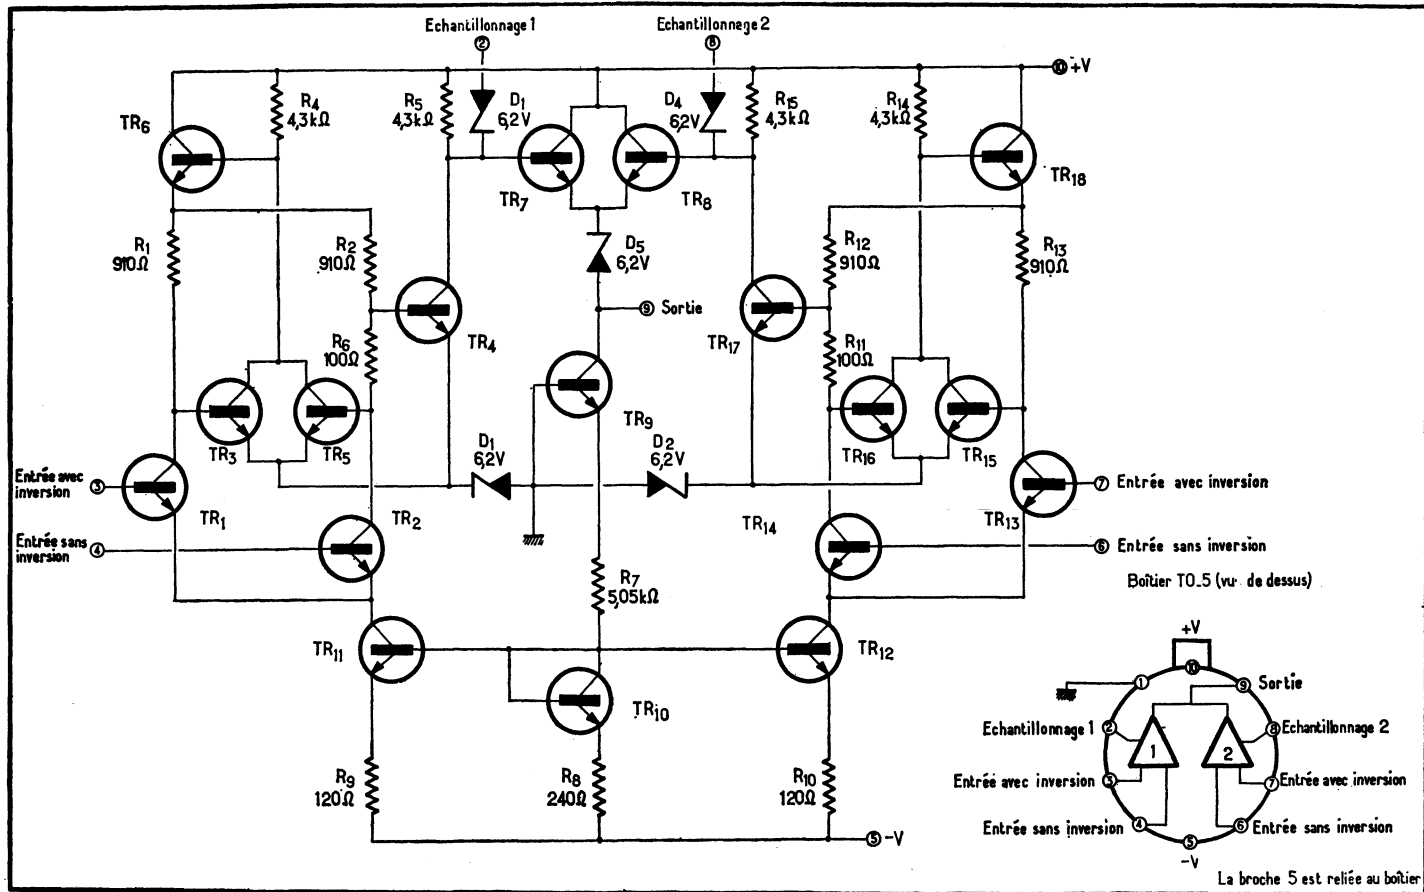 Echantillonnage 1
②
Echantillonnage 2
⑧
⑩ +V
R4
4,3kΩ
R5
4,3kΩ
D1
6,2V
D4
6,2V
R15
4,3kΩ
R14
4,3kΩ
TR6
TR7
TR8
TR18
R1
910Ω
R2
910Ω
D5
6,2V
R12
910Ω
R13
910Ω
⑨ Sortie
R6
100Ω
TR4
TR17
R11
100Ω
TR9
TR3
TR5
D1
6,2V
D2
6,2V
TR16
TR15
Entrée avec
inversion
③
⑦ Entrée avec inversion
TR1
TR2
TR14
TR13
Entrée sans
inversion
④
⑥ Entrée sans inversion
R7
5,05kΩ
Boîtier TO_5 (vu de dessus)
TR11
TR12
TR10
R9
120Ω
R8
240Ω
R10
120Ω
⑤ -V
+V
⑩
①
⑨ Sortie
Echantillonnage 1 ②
⑧ Echantillonnage 2
1
2
Entréé avec inversion ③
⑦ Entrée avec inversion
Entrée sans inversion ④
⑥ Entrée sans inversion
⑤
-V
La broche 5 est reliée au boîtier